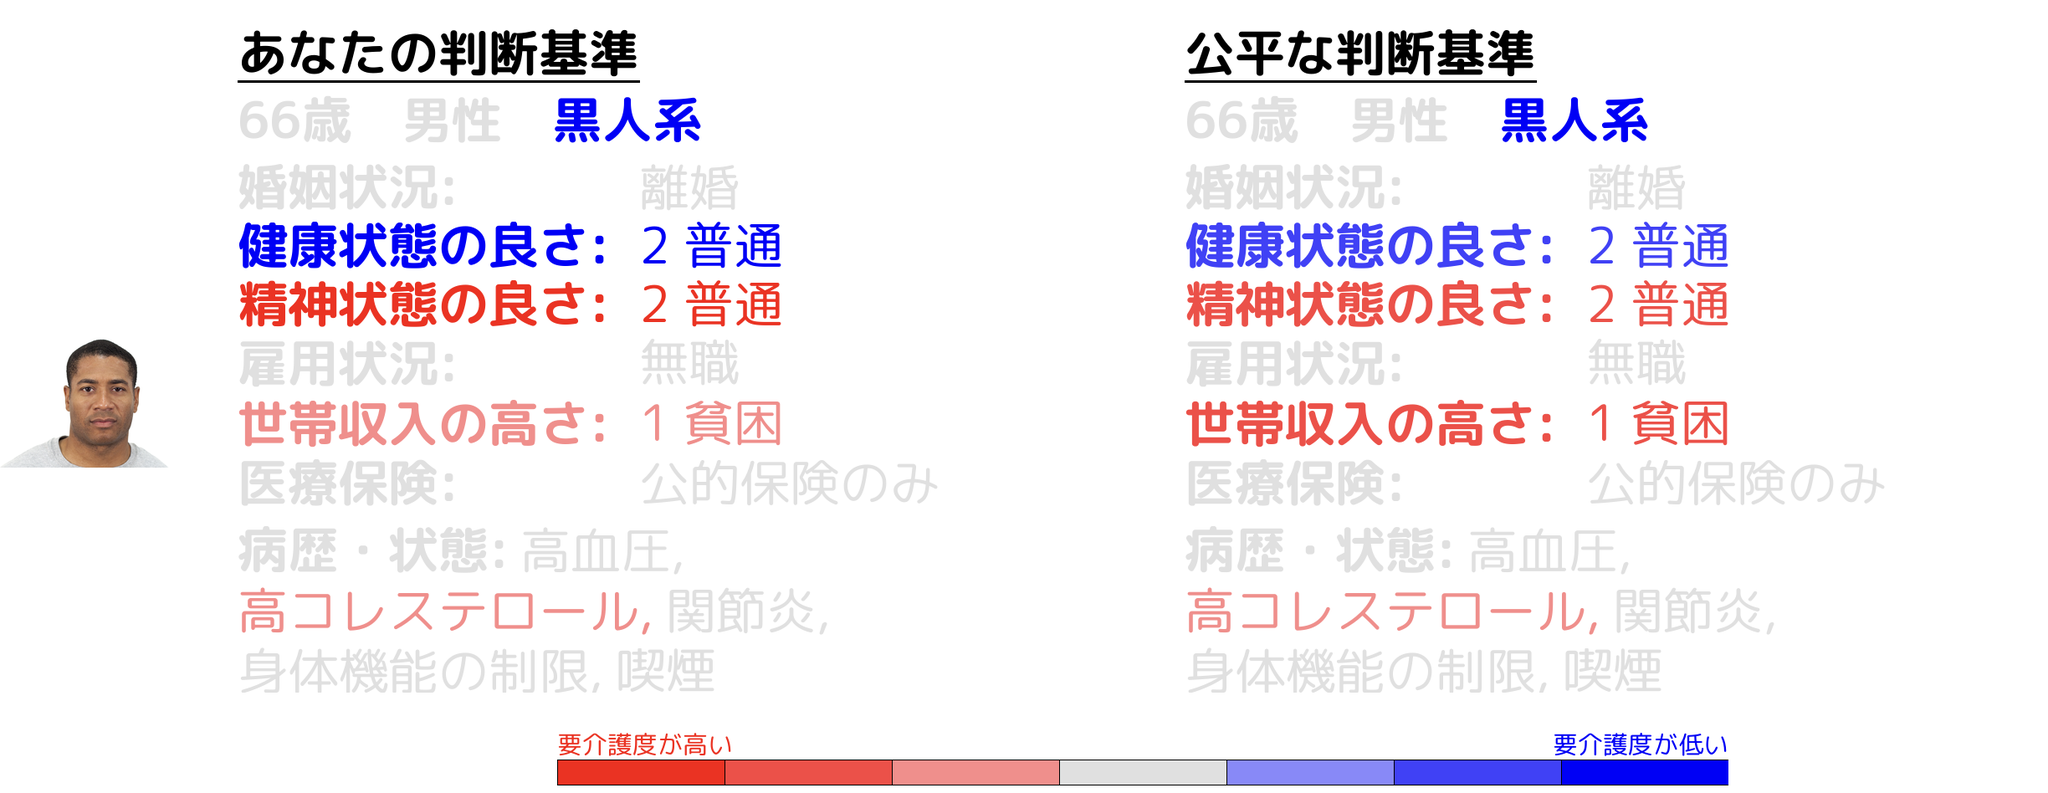 あなたの判断基準
66歳 男性 黒人系
婚姻状況: 離婚
健康状態の良さ: 2 普通
精神状態の良さ: 2 普通
雇用状況: 無職
世帯収入の高さ: 1 貧困
医療保険: 公的保険のみ
病歴・状態: 高血圧,
高コレステロール, 関節炎,
身体機能の制限, 喫煙
公平な判断基準
66歳 男性 黒人系
婚姻状況: 離婚
健康状態の良さ: 2 普通
精神状態の良さ: 2 普通
雇用状況: 無職
世帯収入の高さ: 1 貧困
医療保険: 公的保険のみ
病歴・状態: 高血圧,
高コレステロール, 関節炎,
身体機能の制限, 喫煙
要介護度が高い
要介護度が低い